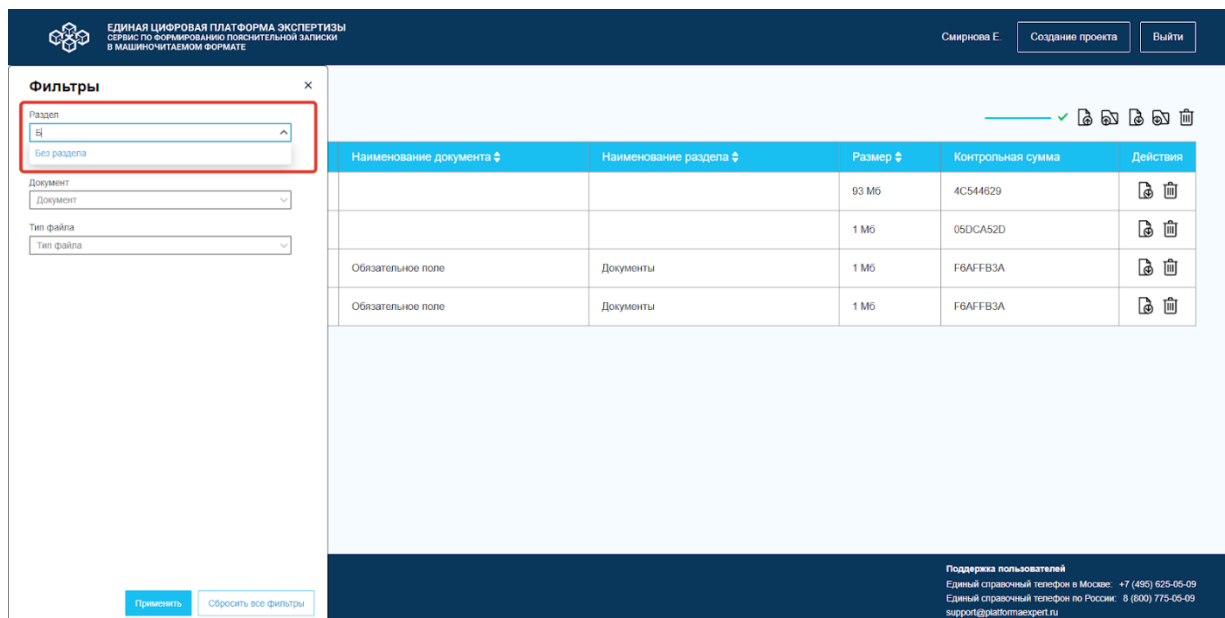 ЕДИНАЯ ЦИФРОВАЯ ПЛАТФОРМА ЭКСПЕРТИЗЫ
СЕРВИС ПО ФОРМИРОВАНИЮ ПОЯСНИТЕЛЬНОЙ ЗАПИСКИ
В МАШИНОЧИТАЕМОМ ФОРМАТЕ
Смирнова Е. Создание проекта Выйти
Фильтры
Раздел
Б
Без раздела
Документ
Документ
Тип файла
Тип файла
Применить Сбросить все фильтры
Наименование документа Наименование раздела Размер Контрольная сумма Действия
93 Мб 4C544629
1 Мб 05DCA52D
Обязательное поле Документы 1 Мб F6AFFB3A
Обязательное поле Документы 1 Мб F6AFFB3A
Поддержка пользователей
Единый справочный телефон в Москве: +7 (495) 625-05-09
Единый справочный телефон по России: 8 (800) 775-05-09
support@platformaexpert.ru